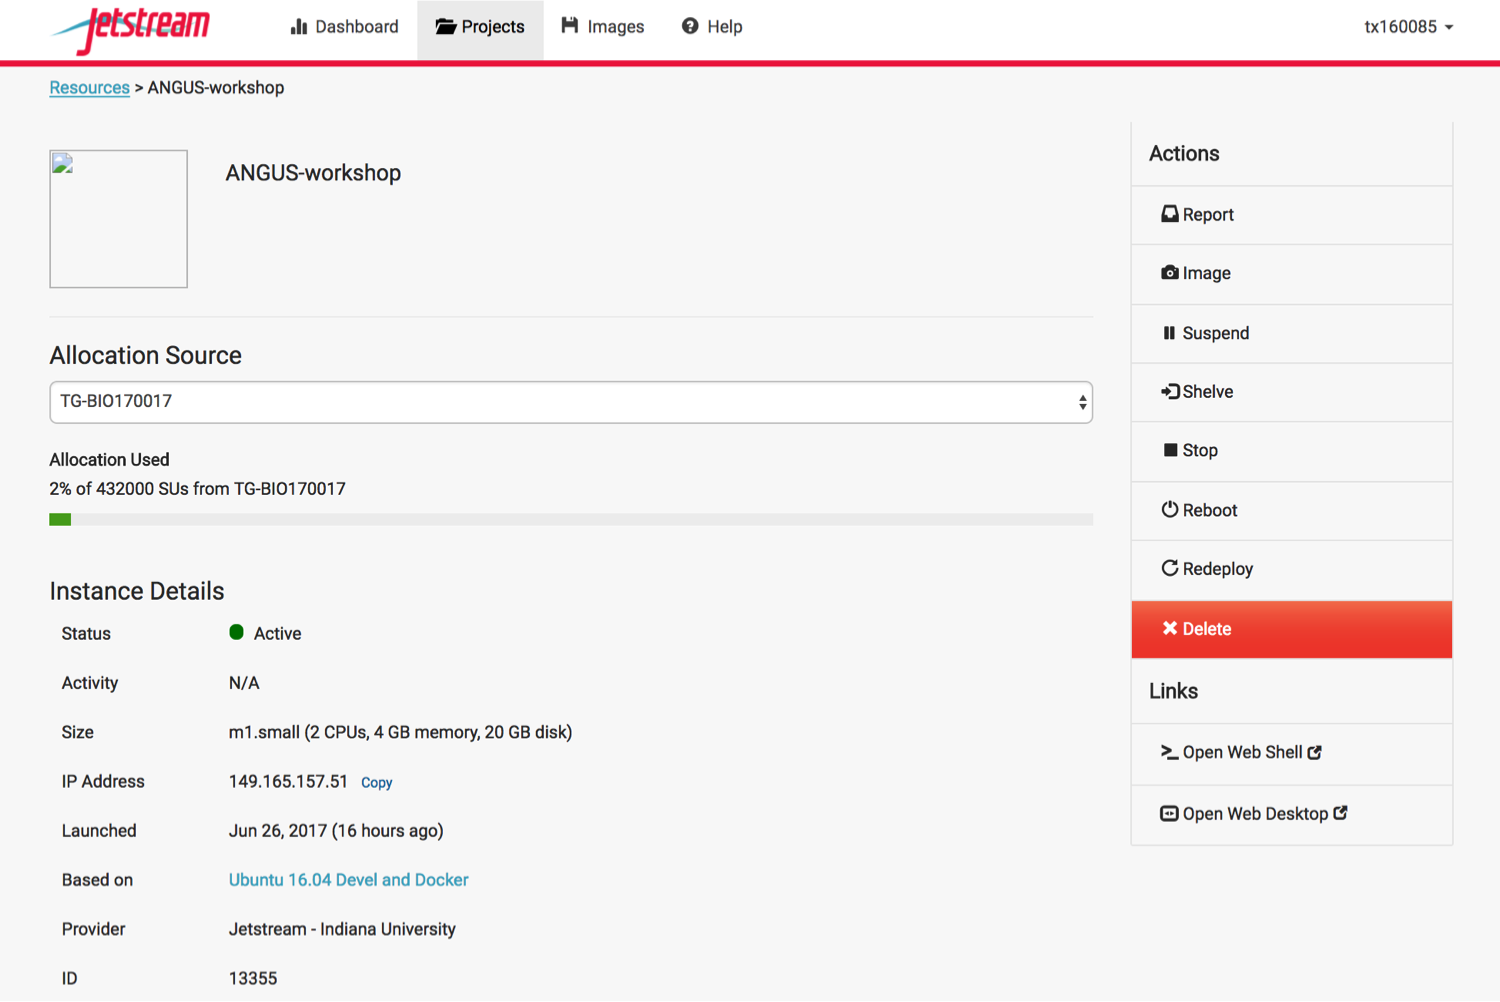 Jetstream
Dashboard
Projects
Images
Help
tx160085
Resources > ANGUS-workshop
ANGUS-workshop
Allocation Source
TG-BIO170017
Allocation Used
2% of 432000 SUs from TG-BIO170017
Instance Details
Status Active
Activity N/A
Size m1.small (2 CPUs, 4 GB memory, 20 GB disk)
IP Address 149.165.157.51 Copy
Launched Jun 26, 2017 (16 hours ago)
Based on Ubuntu 16.04 Devel and Docker
Provider Jetstream - Indiana University
ID 13355
Actions
Report
Image
Suspend
Shelve
Stop
Reboot
Redeploy
Delete
Links
Open Web Shell
Open Web Desktop